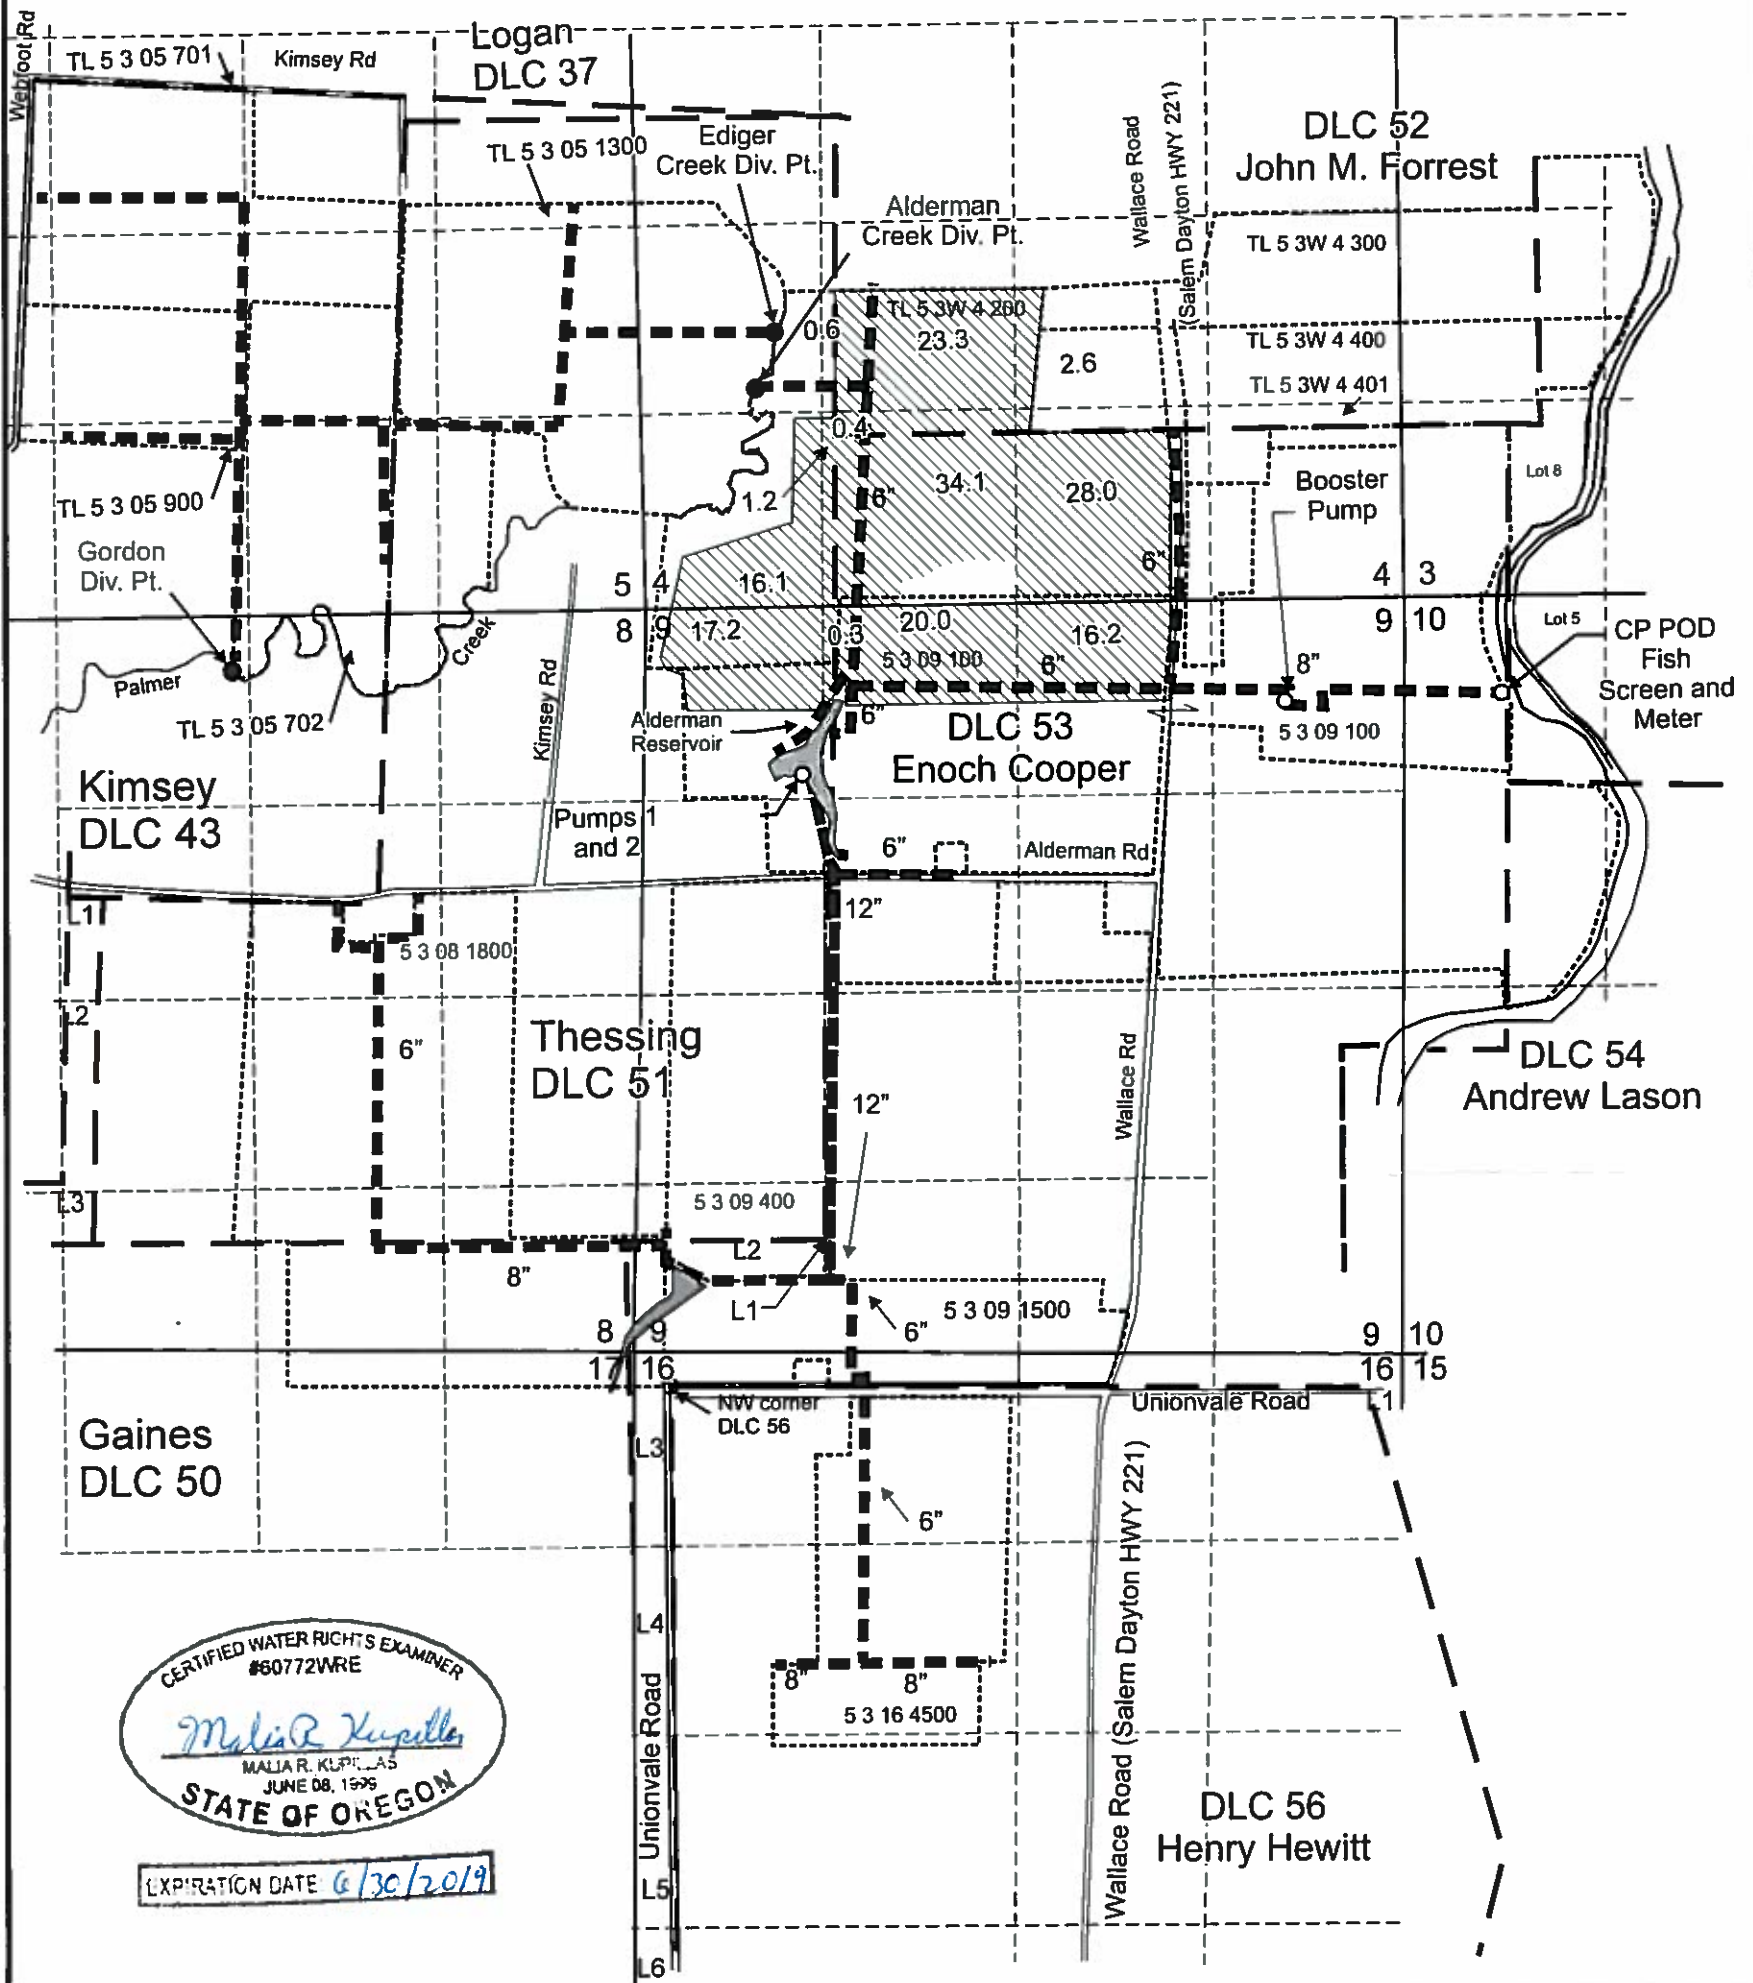 Webfoot Rd
TL 5 3 05 701
Kimsey Rd
Logan
DLC 37
TL 5 3 05 1300
Ediger
Creek Div. Pt.
Alderman
Creek Div. Pt.
Wallace Road
(Salem Dayton HWY 221)
DLC 52
John M. Forrest
TL 5 3W 4 300
TL 5 3W 4 200
0.6
23.3
2.6
TL 5 3W 4 400
TL 5 3W 4 401
0.4
TL 5 3 05 900
1.2
6"
34.1
28.0
Booster
Pump
Lot 8
Gordon
Div. Pt.
6"
5 4
16.1
4 3
8 9
17.2
0.3
20.0
16.2
9 10
Lot 5
CP POD
Fish
Screen and
Meter
5 3 09 100
6"
8"
Palmer
Creek
TL 5 3 05 702
Kimsey Rd
Alderman
Reservoir
6"
DLC 53
Enoch Cooper
5 3 09 100
Kimsey
DLC 43
Pumps 1
and 2
6"
Alderman Rd
L1
12"
5 3 08 1800
L2
6"
Thessing
DLC 51
Wallace Rd
DLC 54
Andrew Lason
12"
L3
5 3 09 400
L2
8"
L1
6"
5 3 09 1500
8 9
17 16
9 10
16 15
NW corner
DLC 56
Unionvale Road
L1
Gaines
DLC 50
L3
6"
L4
8"
8"
5 3 16 4500
Unionvale Road
Wallace Road (Salem Dayton HWY 221)
CERTIFIED WATER RIGHTS EXAMINER
#60772WRE
Malia R Kupillas
MALIA R. KUPILLAS
JUNE 08, 1999
STATE OF OREGON
DLC 56
Henry Hewitt
EXPIRATION DATE 6/30/2019
L5
L6